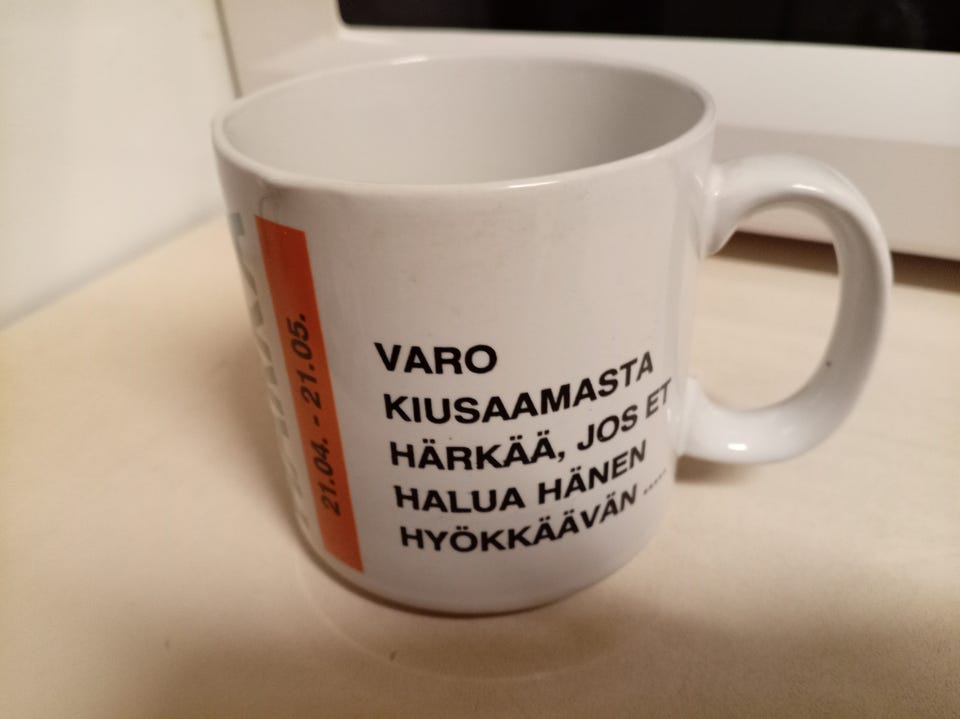 21.04. - 21.05.
VARO
KIUSAAMASTA
HÄRKÄÄ, JOS ET
HALUA HÄNEN
HYÖKKÄÄVÄN .....